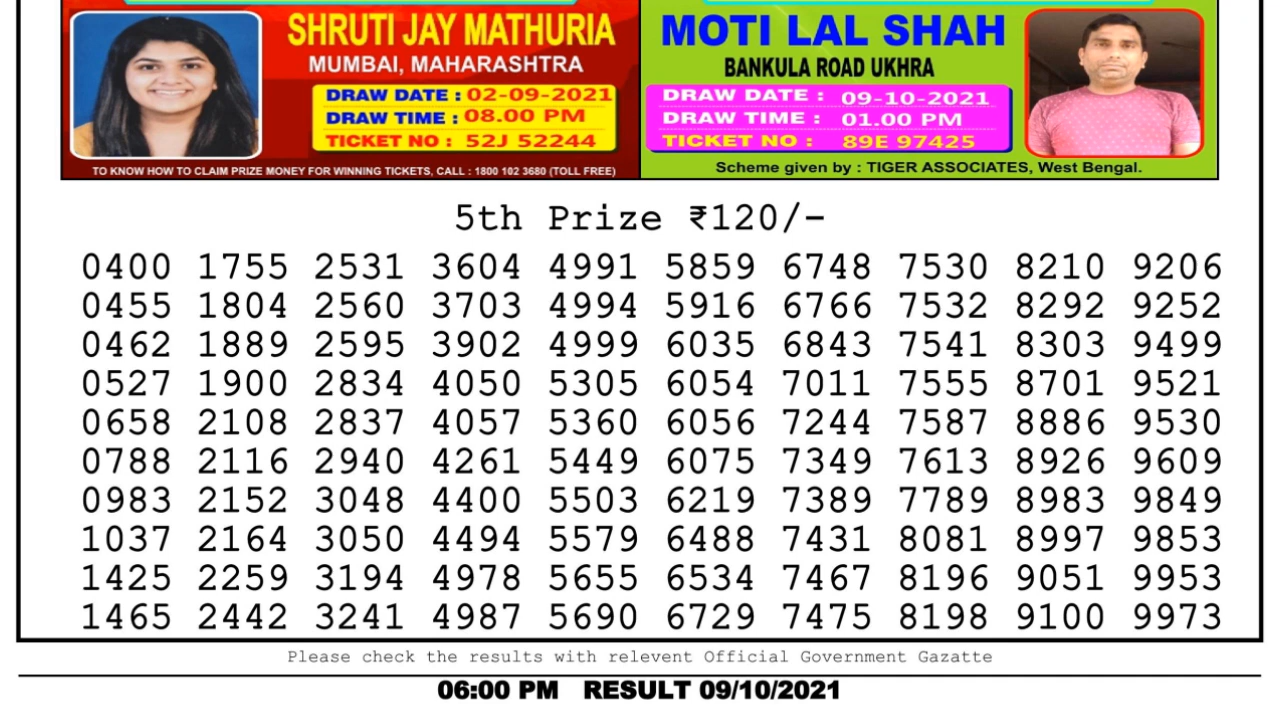 SHRUTI JAY MATHURIA
MUMBAI, MAHARASHTRA
DRAW DATE : 02-09-2021
DRAW TIME : 08.00 PM
TICKET NO : 52J 52244
TO KNOW HOW TO CLAIM PRIZE MONEY FOR WINNING TICKETS, CALL : 1800 102 3680 (TOLL FREE)
MOTI LAL SHAH
BANKULA ROAD UKHRA
DRAW DATE : 09-10-2021
DRAW TIME : 01.00 PM
TICKET NO : 89E 97425
Scheme given by : TIGER ASSOCIATES, West Bengal.
5th Prize ₹120/-
0400 1755 2531 3604 4991 5859 6748 7530 8210 9206
0455 1804 2560 3703 4994 5916 6766 7532 8292 9252
0462 1889 2595 3902 4999 6035 6843 7541 8303 9499
0527 1900 2834 4050 5305 6054 7011 7555 8701 9521
0658 2108 2837 4057 5360 6056 7244 7587 8886 9530
0788 2116 2940 4261 5449 6075 7349 7613 8926 9609
0983 2152 3048 4400 5503 6219 7389 7789 8983 9849
1037 2164 3050 4494 5579 6488 7431 8081 8997 9853
1425 2259 3194 4978 5655 6534 7467 8196 9051 9953
1465 2442 3241 4987 5690 6729 7475 8198 9100 9973
Please check the results with relevent Official Government Gazatte
06:00 PM RESULT 09/10/2021